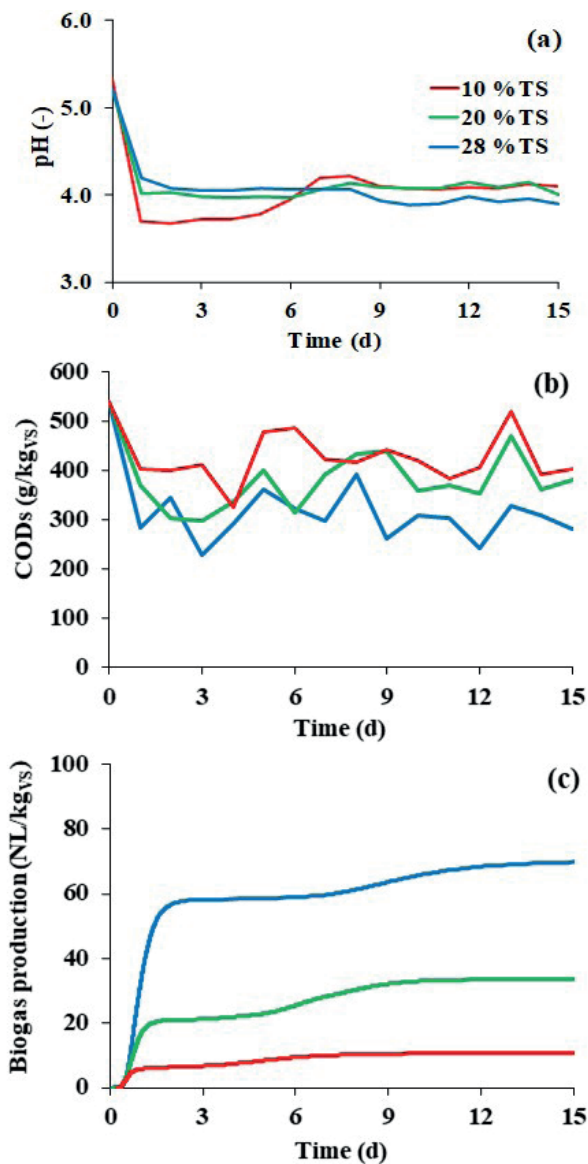 (a)
6.0
5.0
4.0
3.0
pH (-)
10 %TS
20 %TS
28 %TS
0 3 6 9 12 15
Time (d)
(b)
600
500
400
300
200
100
0
CODs (g/kgVS)
0 3 6 9 12 15
Time (d)
(c)
100
80
60
40
20
0
Biogas production (NL/kgVS)
0 3 6 9 12 15
Time (d)